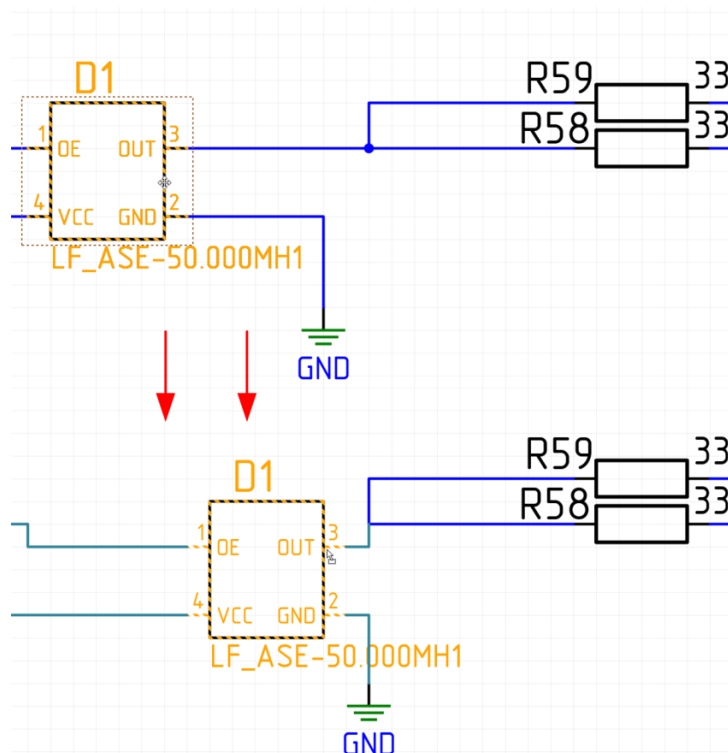 D1
R59 33
R58 33
1 OE OUT 3
4 VCC GND 2
LF_ASE-50.000MH1
GND
D1
R59 33
R58 33
1 OE OUT 3
4 VCC GND 2
LF_ASE-50.000MH1
GND